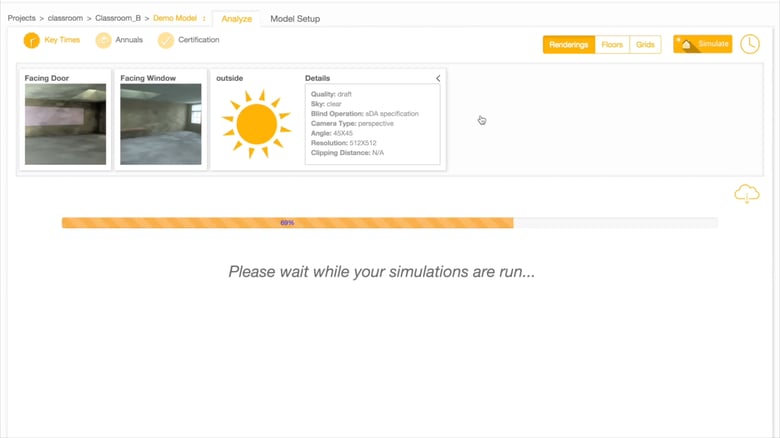 Projects > classroom > Classroom_B > Demo Model : Analyze Model Setup
Key Times Annuals Certification
Renderings Floors Grids Simulate
Facing Door Facing Window outside Details
Quality: draft
Sky: clear
Blind Operation: sDA specification
Camera Type: perspective
Angle: 45X45
Resolution: 512X512
Clipping Distance: N/A
69%
Please wait while your simulations are run...